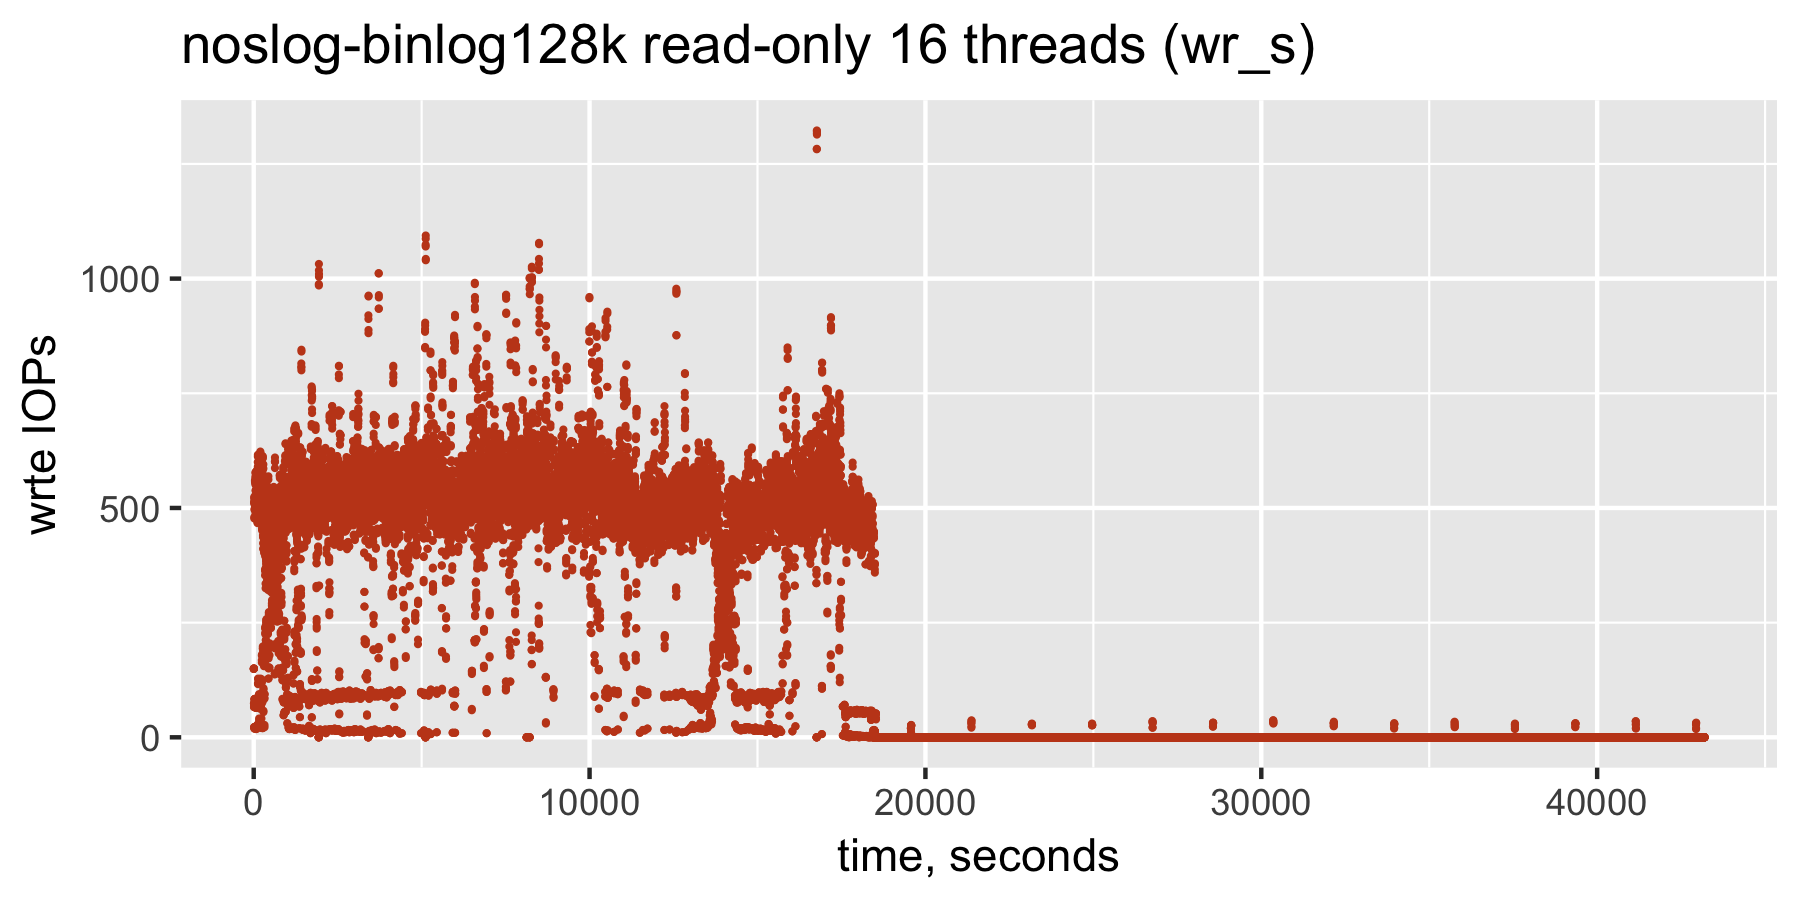 noslog-binlog128k read-only 16 threads (wr_s)
wrte IOPs
1000
500
0
0 10000 20000 30000 40000
time, seconds